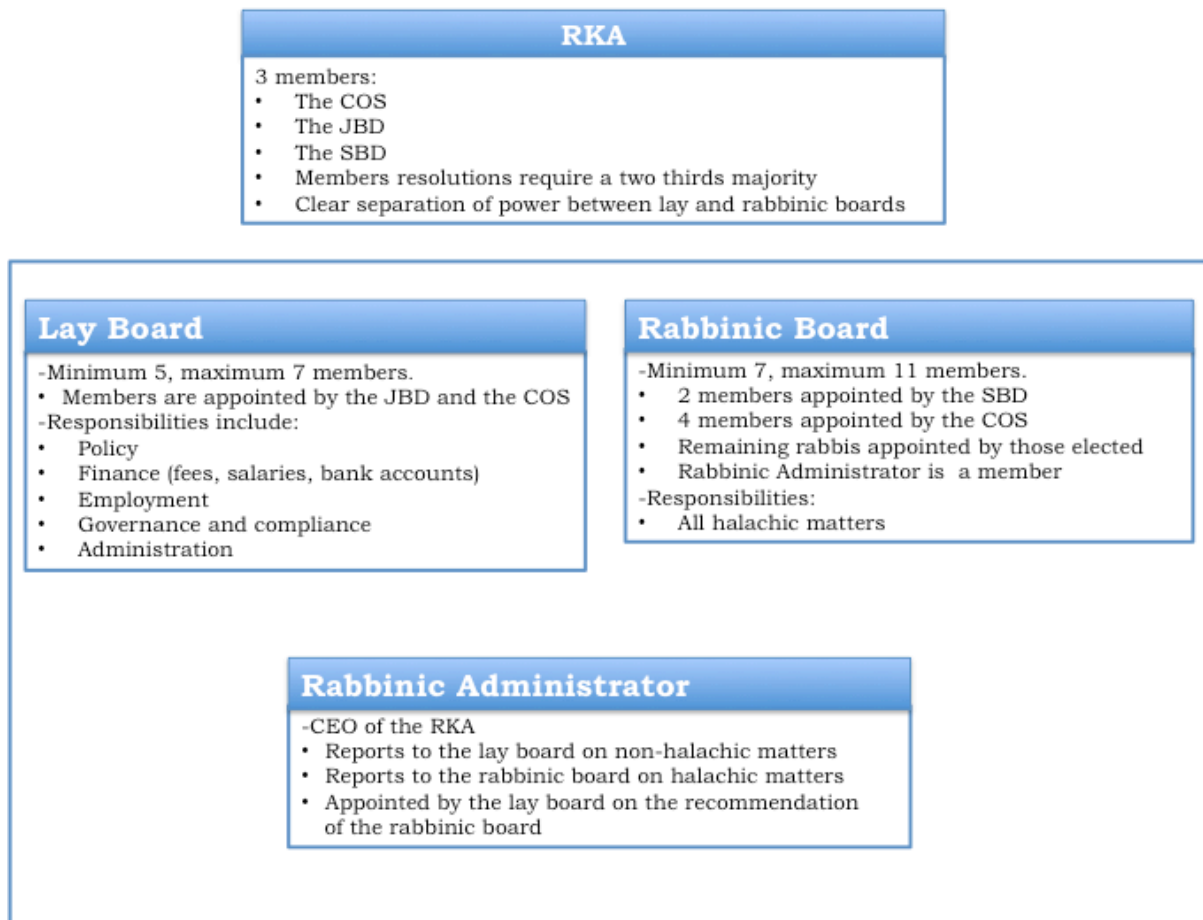 RKA
3 members:
• The COS
• The JBD
• The SBD
• Members resolutions require a two thirds majority
• Clear separation of power between lay and rabbinic boards
Lay Board
-Minimum 5, maximum 7 members.
• Members are appointed by the JBD and the COS
-Responsibilities include:
• Policy
• Finance (fees, salaries, bank accounts)
• Employment
• Governance and compliance
• Administration
Rabbinic Board
-Minimum 7, maximum 11 members.
• 2 members appointed by the SBD
• 4 members appointed by the COS
• Remaining rabbis appointed by those elected
• Rabbinic Administrator is a member
-Responsibilities:
• All halachic matters
Rabbinic Administrator
-CEO of the RKA
• Reports to the lay board on non-halachic matters
• Reports to the rabbinic board on halachic matters
• Appointed by the lay board on the recommendation
of the rabbinic board